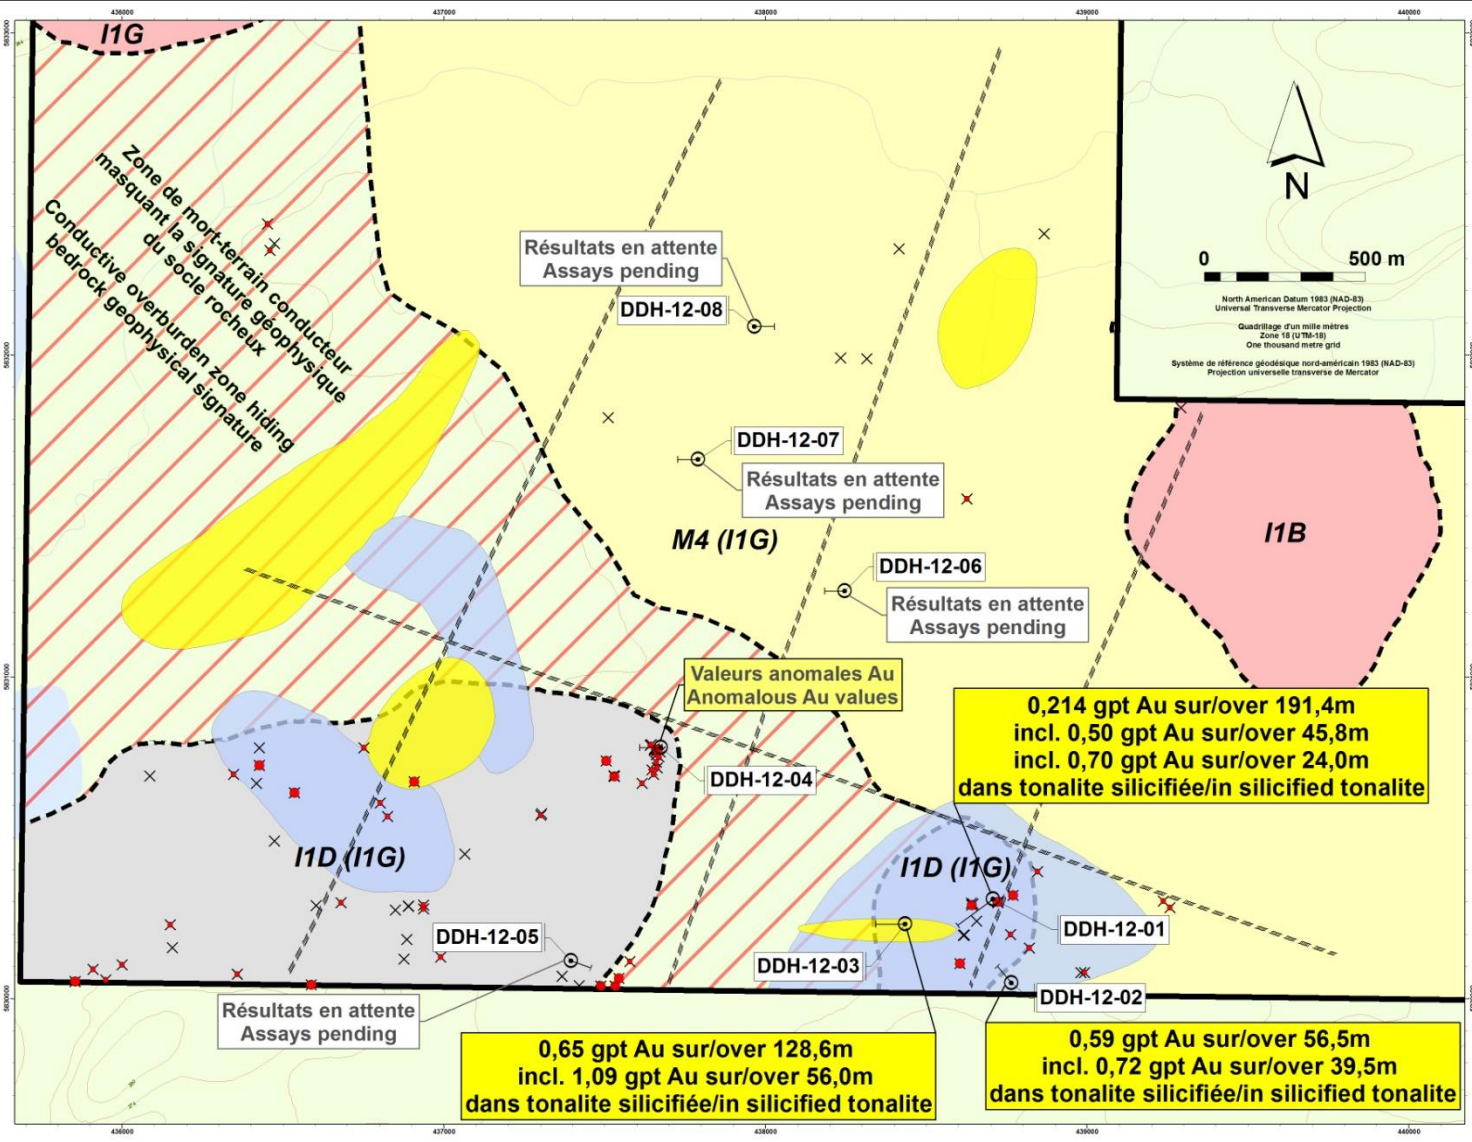 436000
437000
438000
439000
440000
5833000
I1G
N
0 500 m
North American Datum 1983 (NAD-83)
Universal Transverse Mercator Projection
Quadrillage d'un mille mètres
Zone 18 (UTM-18)
One thousand metre grid
Système de référence géodésique nord-américain 1983 (NAD-83)
Projection universelle transverse de Mercator
Zone de mort-terrain conducteur
masquant la signature géophysique
du socle rocheux
Conductive overburden zone hiding
bedrock geophysical signature
Résultats en attente
Assays pending
DDH-12-08
5832000
DDH-12-07
Résultats en attente
Assays pending
M4 (I1G)
I1B
DDH-12-06
Résultats en attente
Assays pending
5831000
Valeurs anomales Au
Anomalous Au values
0,214 gpt Au sur/over 191,4m
incl. 0,50 gpt Au sur/over 45,8m
incl. 0,70 gpt Au sur/over 24,0m
dans tonalite silicifiée/in silicified tonalite
DDH-12-04
I1D (I1G)
I1D (I1G)
DDH-12-01
DDH-12-05
DDH-12-03
DDH-12-02
5830000
Résultats en attente
Assays pending
0,65 gpt Au sur/over 128,6m
incl. 1,09 gpt Au sur/over 56,0m
dans tonalite silicifiée/in silicified tonalite
0,59 gpt Au sur/over 56,5m
incl. 0,72 gpt Au sur/over 39,5m
dans tonalite silicifiée/in silicified tonalite
436000
437000
438000
439000
440000